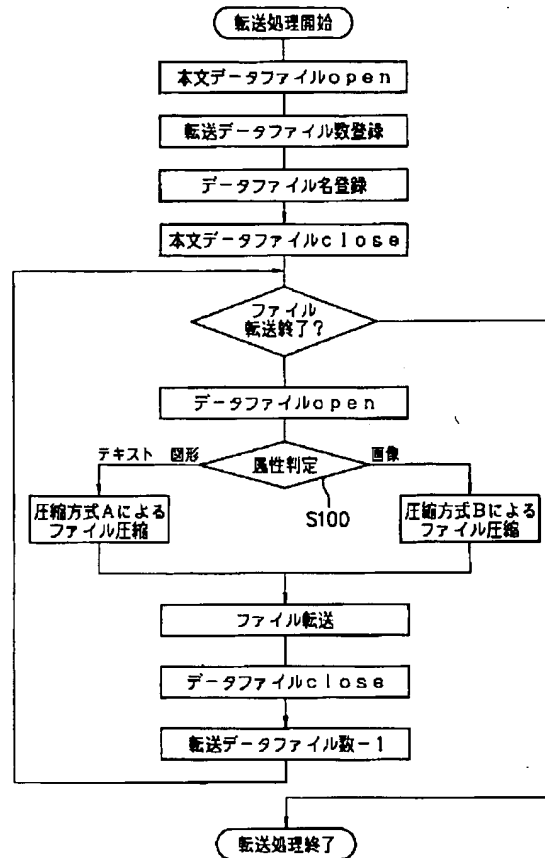 転送処理開始
本文データファイルopen
転送データファイル数登録
データファイル名登録
本文データファイルclose
ファイル
転送終了?
データファイルopen
テキスト 図形
属性判定
画像
S100
圧縮方式Aによる
ファイル圧縮
圧縮方式Bによる
ファイル圧縮
ファイル転送
データファイルclose
転送データファイル数-1
転送処理終了